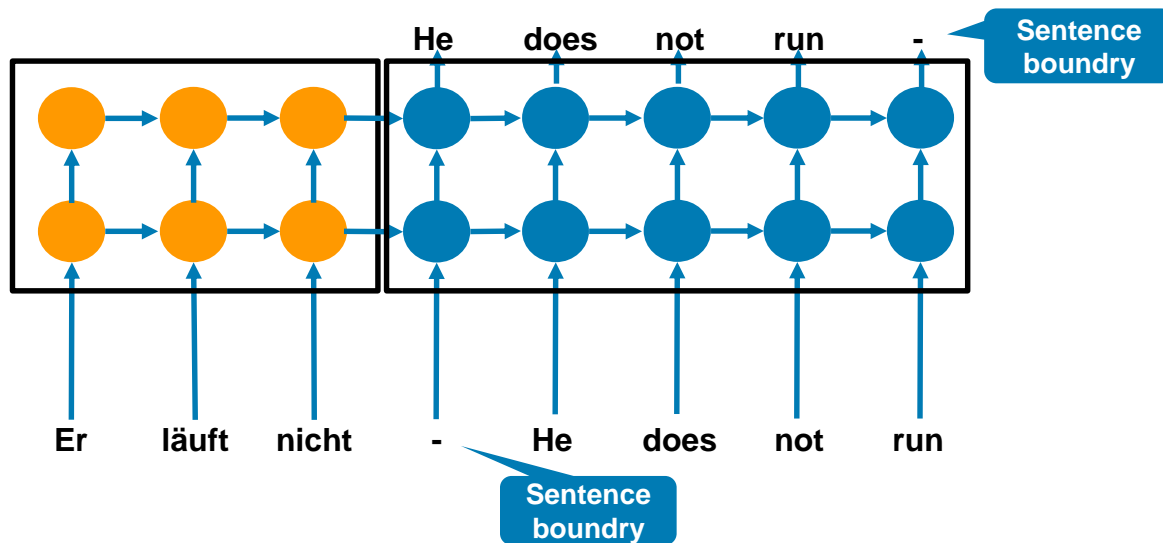 He does not run -
Sentence
boundry
Er läuft nicht - He does not run
Sentence
boundry